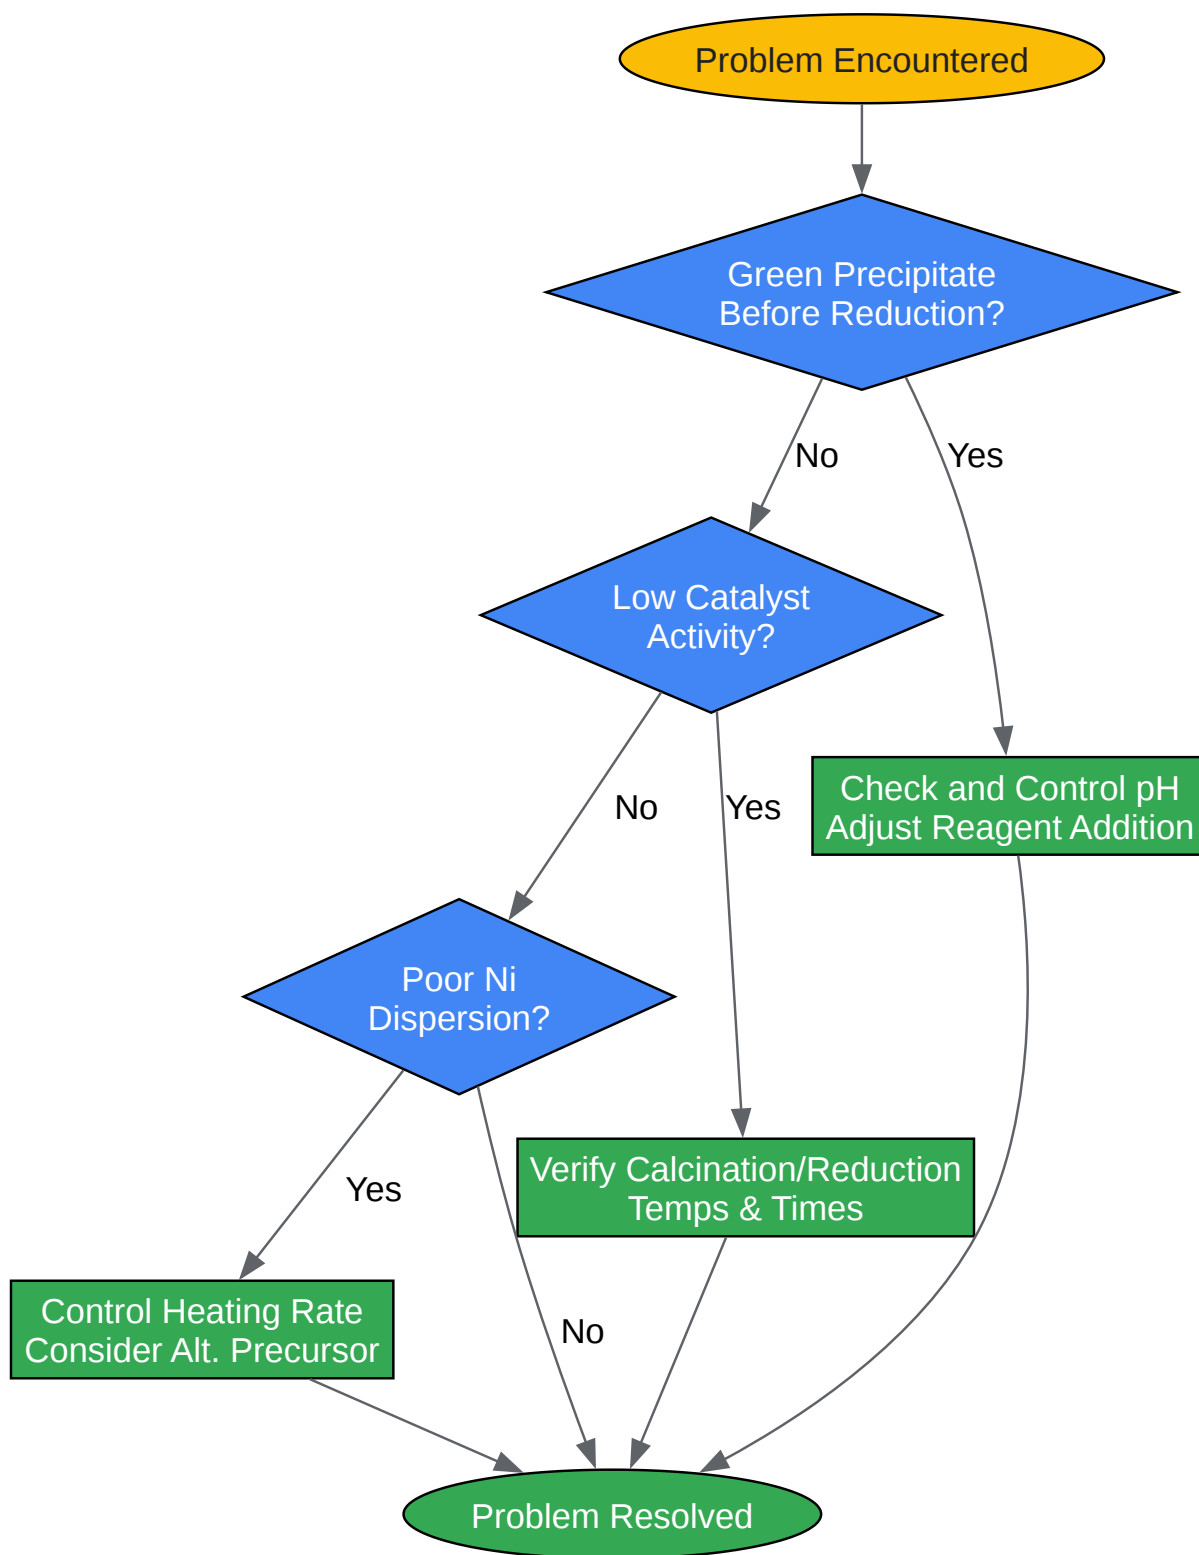 Problem Encountered
Green Precipitate
Before Reduction?
No
Yes
Low Catalyst
Activity?
No
Yes
Check and Control pH
Adjust Reagent Addition
Poor Ni
Dispersion?
Yes
No
Verify Calcination/Reduction
Temps & Times
Control Heating Rate
Consider Alt. Precursor
Problem Resolved